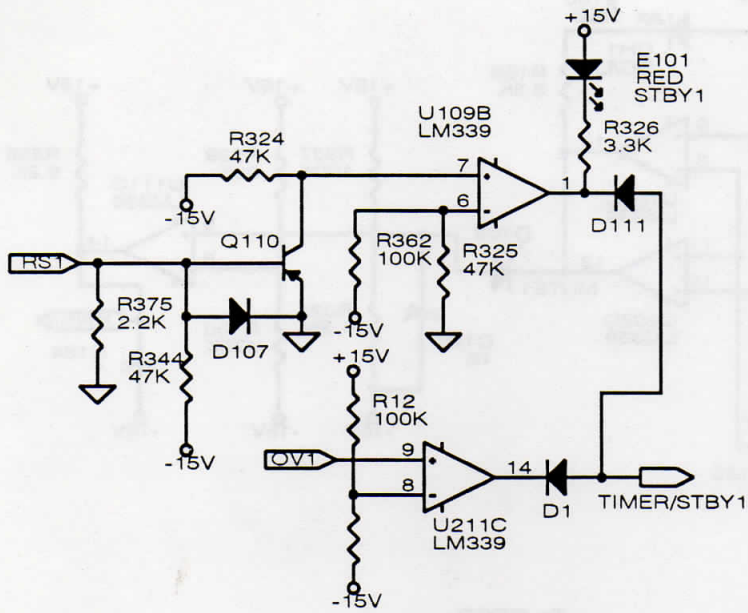 +15V
E101
RED
STBY1
U109B
LM339
R324
47K
R326
3.3K
7
1
6
-15V
D111
Q110
R362
100K
R325
47K
RS1
R375
2.2K
-15V
D107
+15V
R344
47K
R12
100K
OV1
9
14
8
-15V
D1
TIMER/STBY1
U211C
LM339
-15V